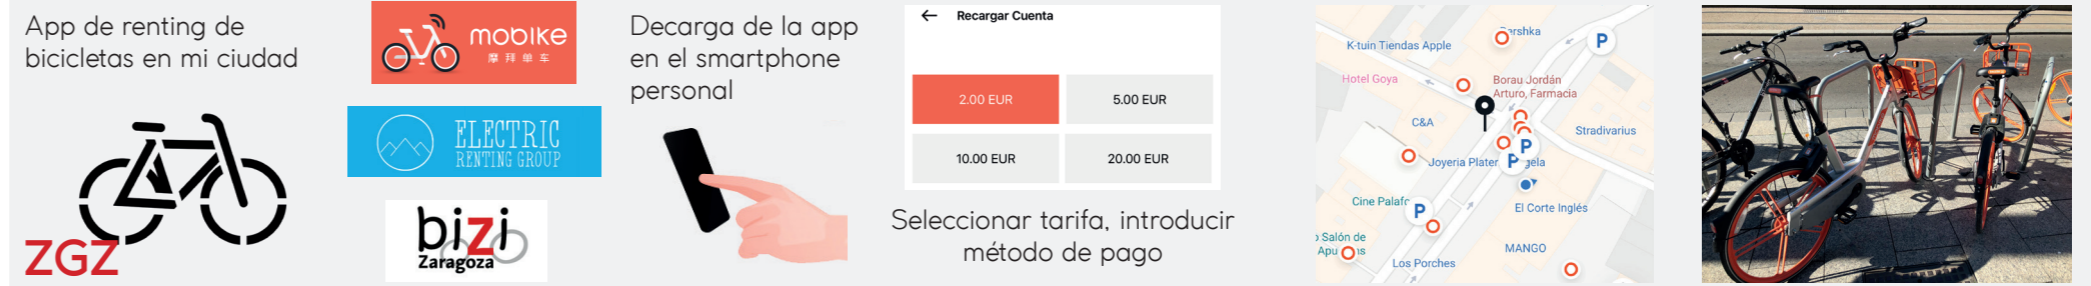 App de renting de
bicicletas en mi ciudad
ZGZ
mobike
摩拜单车
ELECTRIC
RENTING GROUP
bizi
Zaragoza
Decarga de la app
en el smartphone
personal
Recargar Cuenta
2.00 EUR
5.00 EUR
10.00 EUR
20.00 EUR
Seleccionar tarifa, introducir
método de pago
K-tuin Tiendas Apple
P
Hotel Goya
Borau Jordán
Arturo, Farmacia
C&A
Stradivarius
P
P
Cine Palafo
P
El Corte Inglés
Salón de
MANGO
Los Porches